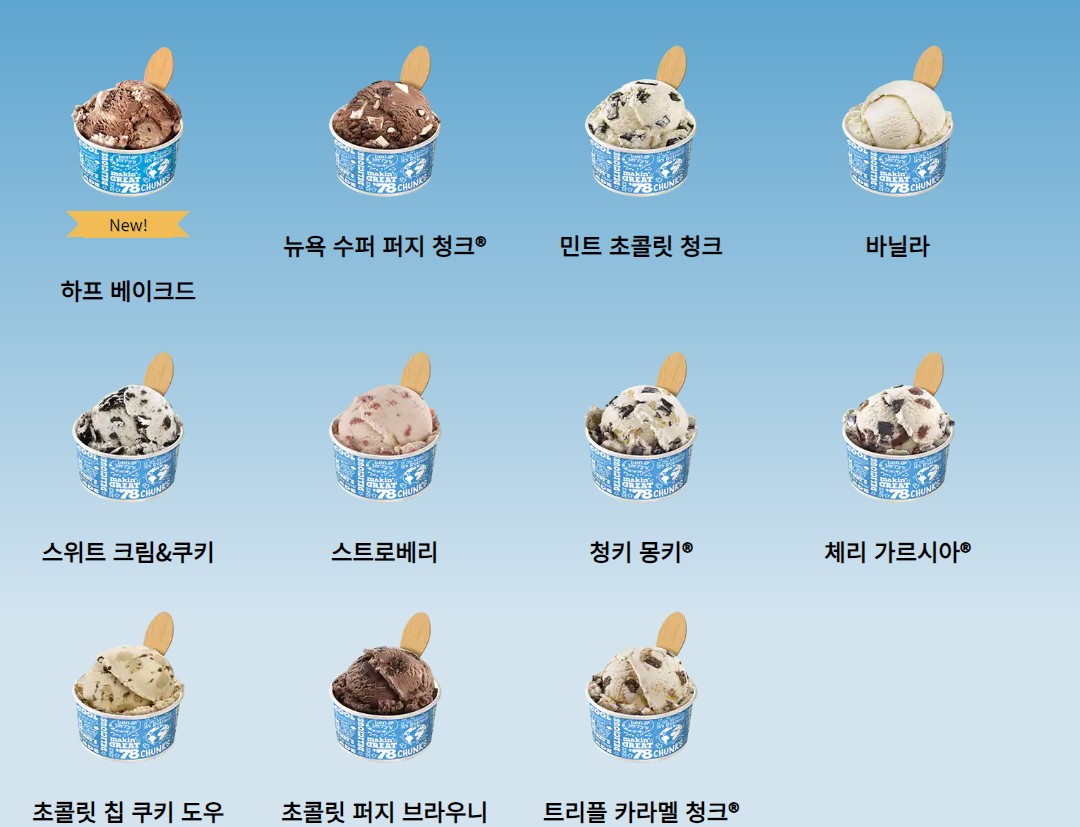 New!
하프 베이크드
뉴욕 수퍼 퍼지 청크®
민트 초콜릿 청크
바닐라
스위트 크림&쿠키
스트로베리
청키 몽키®
체리 가르시아®
초콜릿 칩 쿠키 도우
초콜릿 퍼지 브라우니
트리플 카라멜 청크®